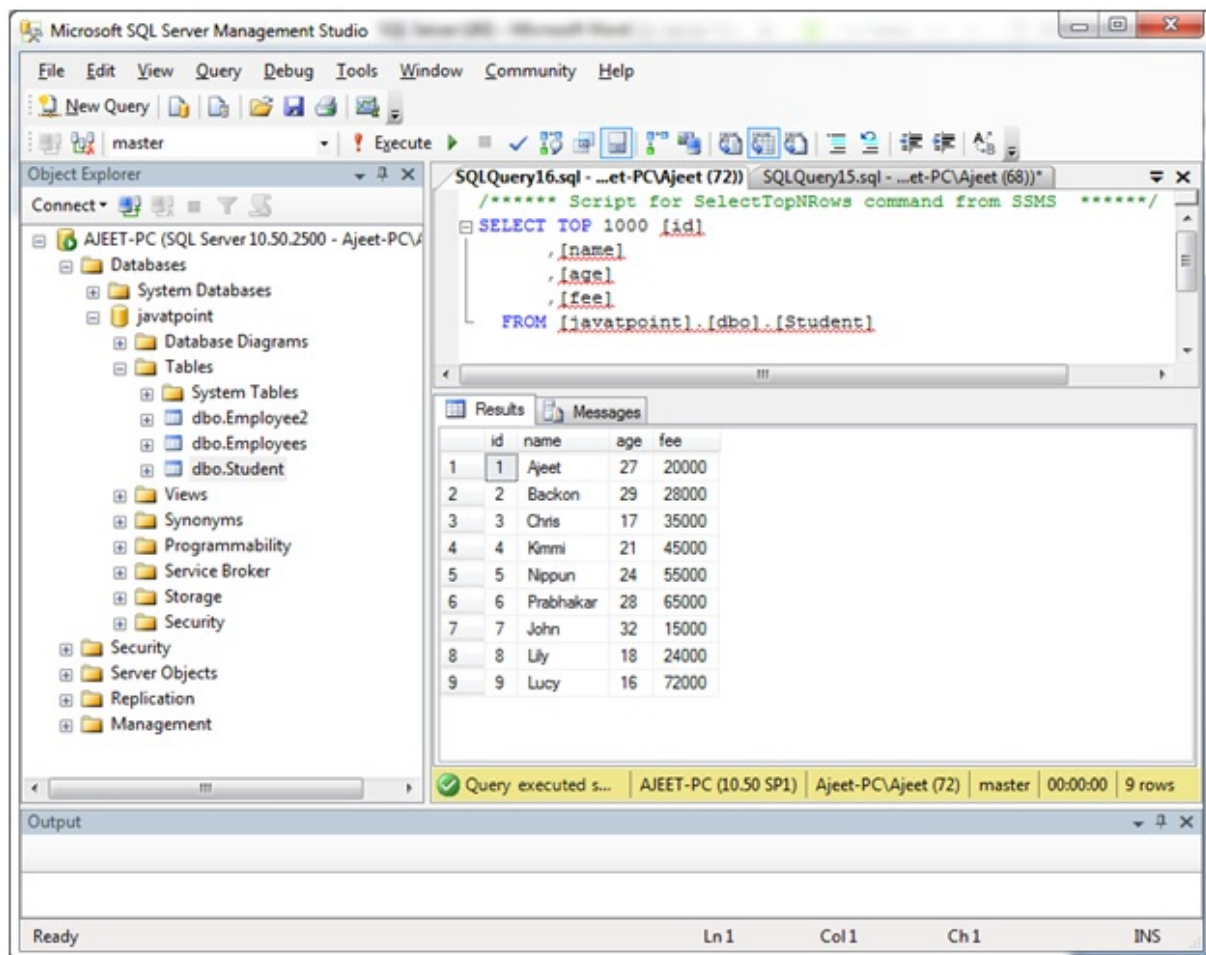 Microsoft SQL Server Management Studio
File Edit View Query Debug Tools Window Community Help
New Query
master Execute
Object Explorer
Connect
AJEET-PC (SQL Server 10.50.2500 - Ajeet-PC\A
Databases
System Databases
javatpoint
Database Diagrams
Tables
System Tables
dbo.Employee2
dbo.Employees
dbo.Student
Views
Synonyms
Programmability
Service Broker
Storage
Security
Security
Server Objects
Replication
Management
SQLQuery16.sql - ...et-PC\Ajeet (72)) SQLQuery15.sql - ...et-PC\Ajeet (68))*
/****** Script for SelectTopNRows command from SSMS ******/
SELECT TOP 1000 [id]
,[name]
,[age]
,[fee]
FROM [javatpoint].[dbo].[Student]
Results Messages
id name age fee
1 1 Ajeet 27 20000
2 2 Backon 29 28000
3 3 Chris 17 35000
4 4 Kimmi 21 45000
5 5 Nippun 24 55000
6 6 Prabhakar 28 65000
7 7 John 32 15000
8 8 Lily 18 24000
9 9 Lucy 16 72000
Query executed s... AJEET-PC (10.50 SP1) Ajeet-PC\Ajeet (72) master 00:00:00 9 rows
Output
Ready Ln 1 Col 1 Ch 1 INS